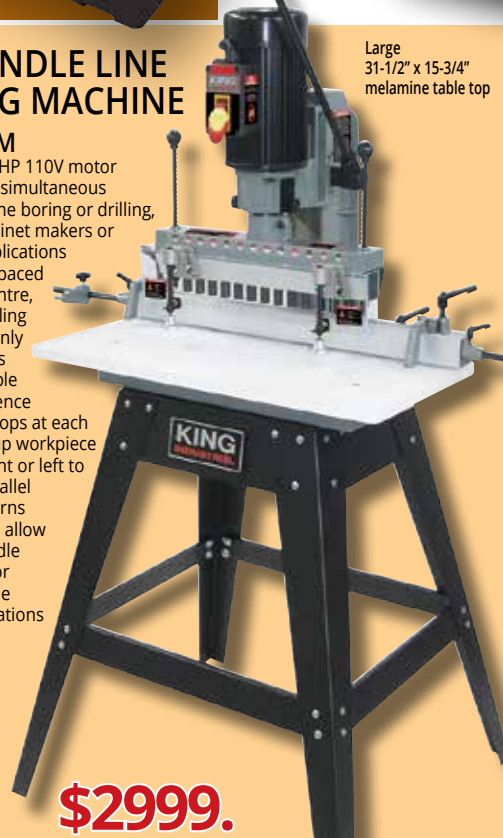 NDLE LINE
G MACHINE
M
HP 110V motor
simultaneous
ne boring or drilling,
inet makers or
plications
paced
ntre,
ling
nly
s
ble
ence
ops at each
up workpiece
nt or left to
allel
rns
allow
dle
or
e
ations
Large
31-1/2” x 15-3/4”
melamine table top
KING
INDUSTRIAL
$2999.